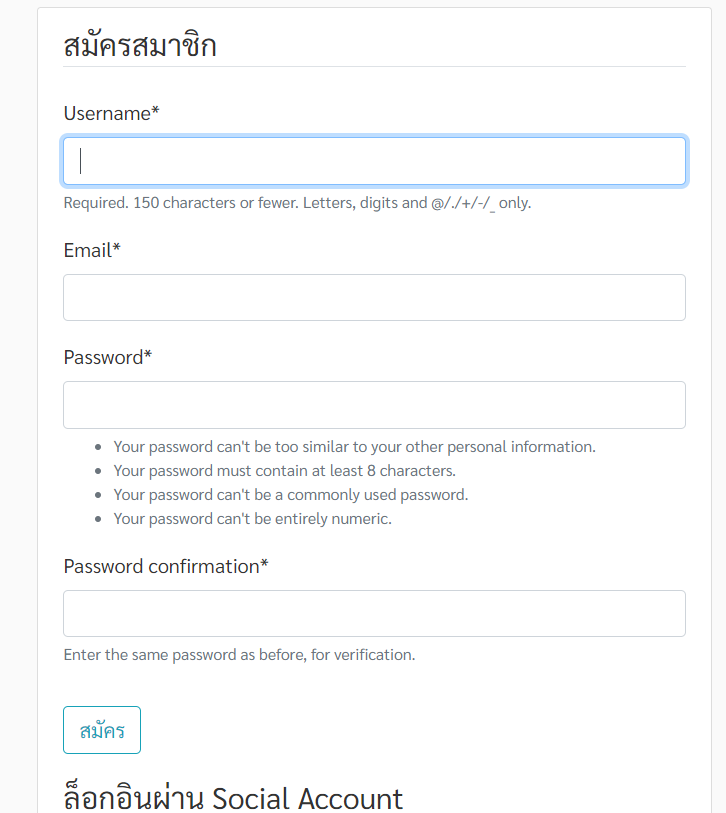 สมัครสมาชิก
Username*
Required. 150 characters or fewer. Letters, digits and @/./+/-/_ only.
Email*
Password*
Your password can't be too similar to your other personal information.
Your password must contain at least 8 characters.
Your password can't be a commonly used password.
Your password can't be entirely numeric.
Password confirmation*
Enter the same password as before, for verification.
สมัคร
ล็อกอินผ่าน Social Account